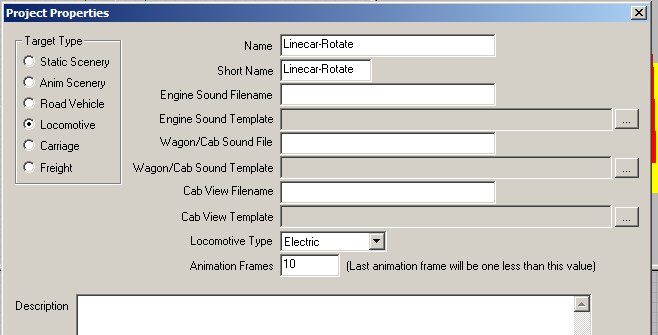 Project Properties
Target Type
Static Scenery
Anim Scenery
Road Vehicle
Locomotive
Carriage
Freight
Name Linecar-Rotate
Short Name Linecar-Rotate
Engine Sound Filename
Engine Sound Template ...
Wagon/Cab Sound File
Wagon/Cab Sound Template ...
Cab View Filename
Cab View Template ...
Locomotive Type Electric
Animation Frames 10 (Last animation frame will be one less than this value)
Description